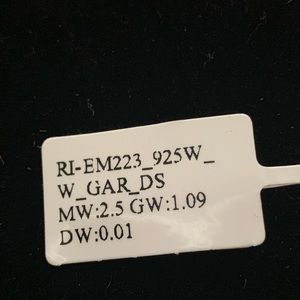 RI-EM223_925W_
W_GAR_DS
MW:2.5 GW:1.09
DW:0.01